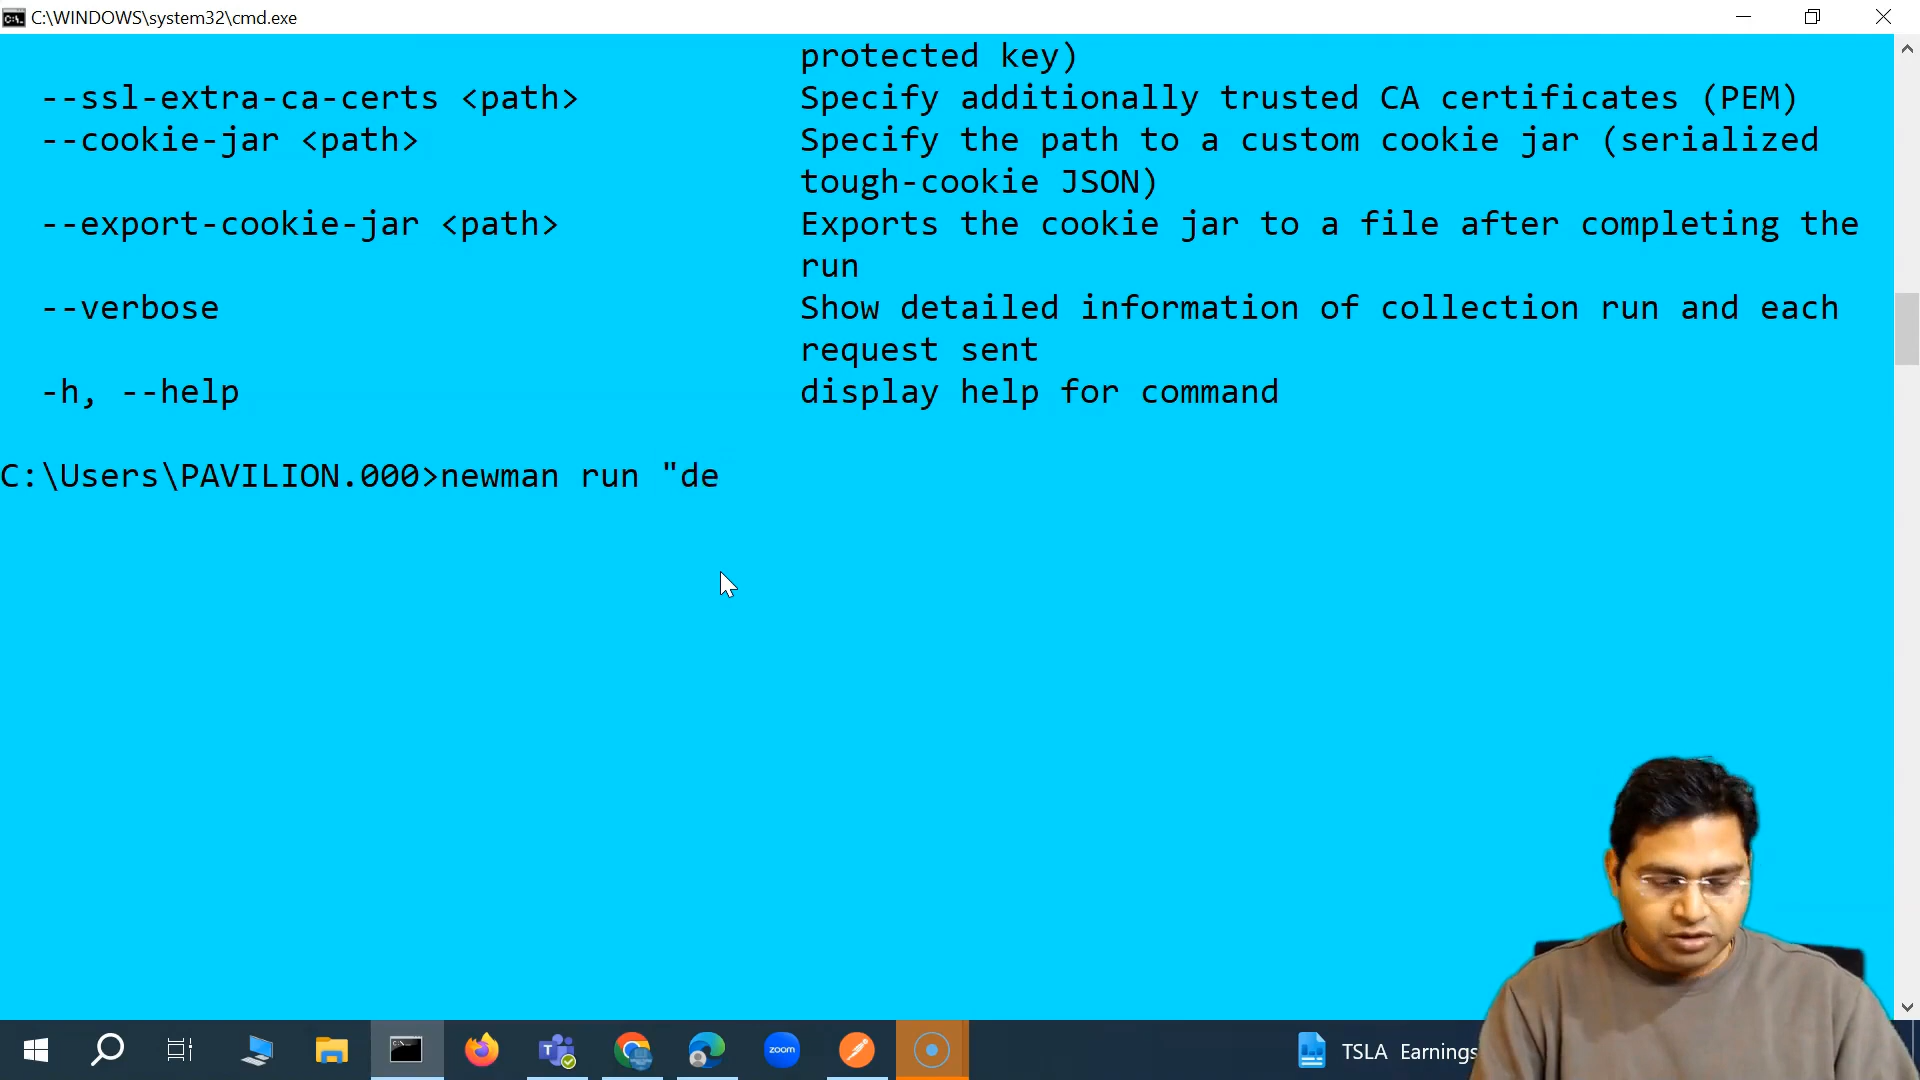 C:\WINDOWS\system32\cmd.exe
protected key)
--ssl-extra-ca-certs <path> Specify additionally trusted CA certificates (PEM)
--cookie-jar <path> Specify the path to a custom cookie jar (serialized
tough-cookie JSON)
--export-cookie-jar <path> Exports the cookie jar to a file after completing the
run
--verbose Show detailed information of collection run and each
request sent
-h, --help display help for command
C:\Users\PAVILION.000>newman run "de
zoom
TSLA Earnings